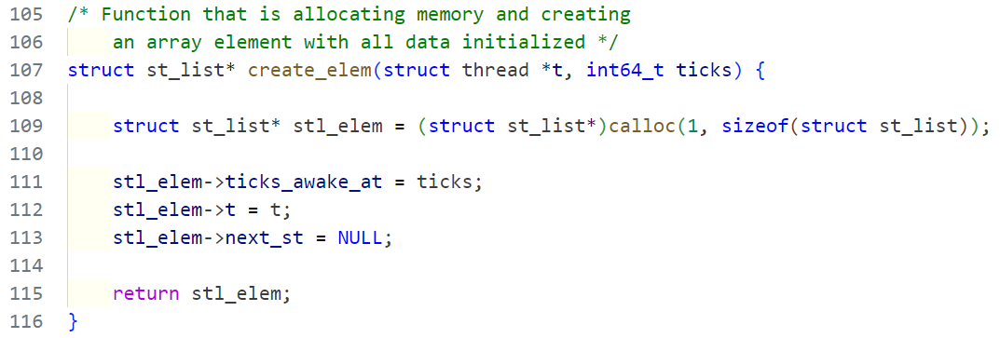 105 /* Function that is allocating memory and creating
106     an array element with all data initialized */
107 struct st_list* create_elem(struct thread *t, int64_t ticks) {
108
109     struct st_list* stl_elem = (struct st_list*)calloc(1, sizeof(struct st_list));
110
111     stl_elem->ticks_awake_at = ticks;
112     stl_elem->t = t;
113     stl_elem->next_st = NULL;
114
115     return stl_elem;
116 }